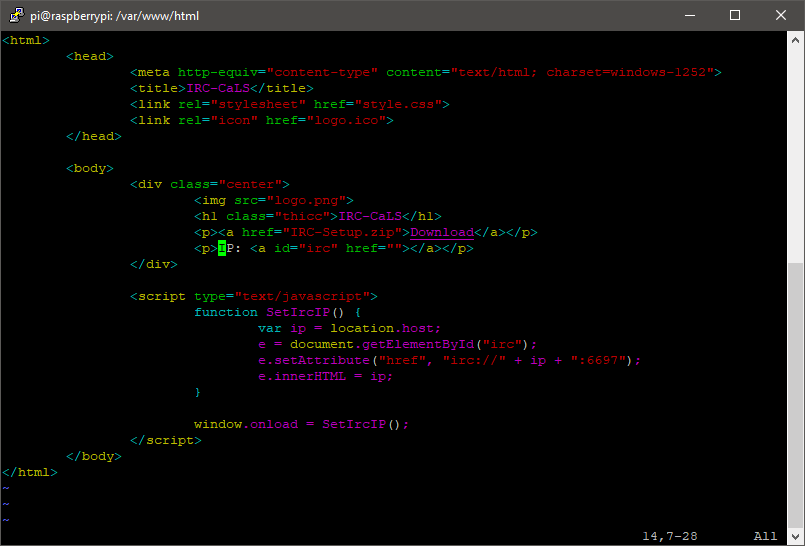 pi@raspberrypi: /var/www/html
<html>
        <head>
                <meta http-equiv="content-type" content="text/html; charset=windows-1252">
                <title>IRC-CaLS</title>
                <link rel="stylesheet" href="style.css">
                <link rel="icon" href="logo.ico">
        </head>

        <body>
                <div class="center">
                        <img src="logo.png">
                        <h1 class="thicc">IRC-CaLS</h1>
                        <p><a href="IRC-Setup.zip">Download</a></p>
                        <p>IP: <a id="irc" href=""></a></p>
                </div>

                <script type="text/javascript">
                        function SetIrcIP() {
                                var ip = location.host;
                                e = document.getElementById("irc");
                                e.setAttribute("href", "irc://" + ip + ":6697");
                                e.innerHTML = ip;
                        }

                        window.onload = SetIrcIP();
                </script>
        </body>
</html>
~
~
~
14,7-28       All